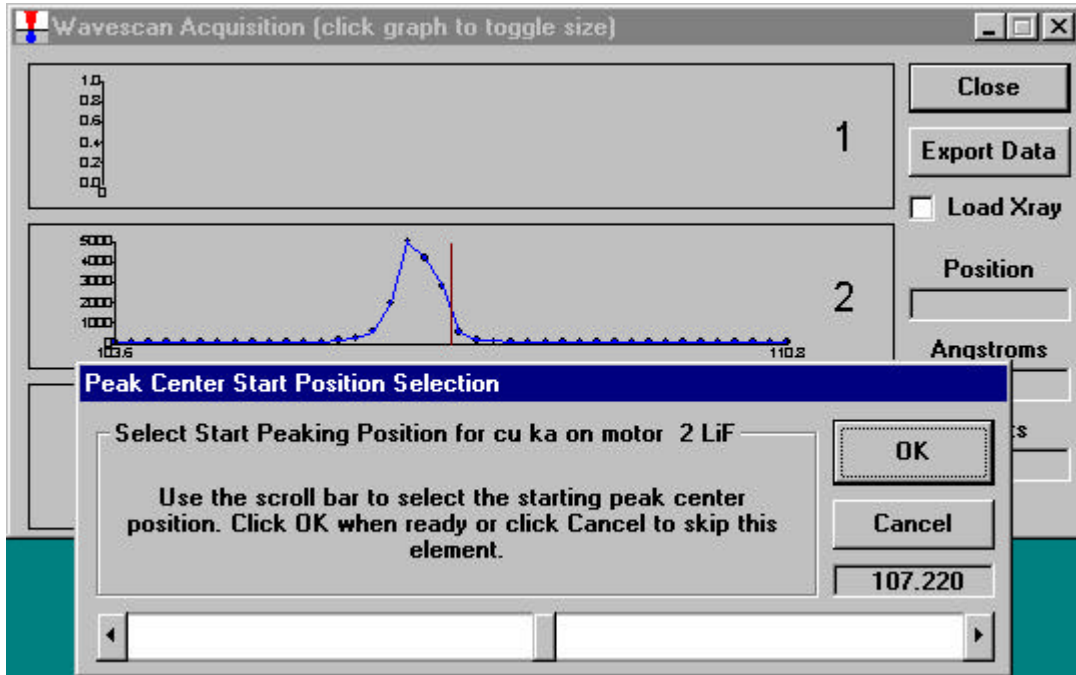 Wavescan Acquisition (click graph to toggle size)
1.0
0.8
0.6
0.4
0.2
0.0
0
1
Close
Export Data
Load Xray
5000
4000
3000
2000
1000
0
103.6
110.8
2
Position
Angstroms
Peak Center Start Position Selection
Select Start Peaking Position for cu ka on motor 2 LiF
Use the scroll bar to select the starting peak center
position. Click OK when ready or click Cancel to skip this
element.
OK
Cancel
107.220